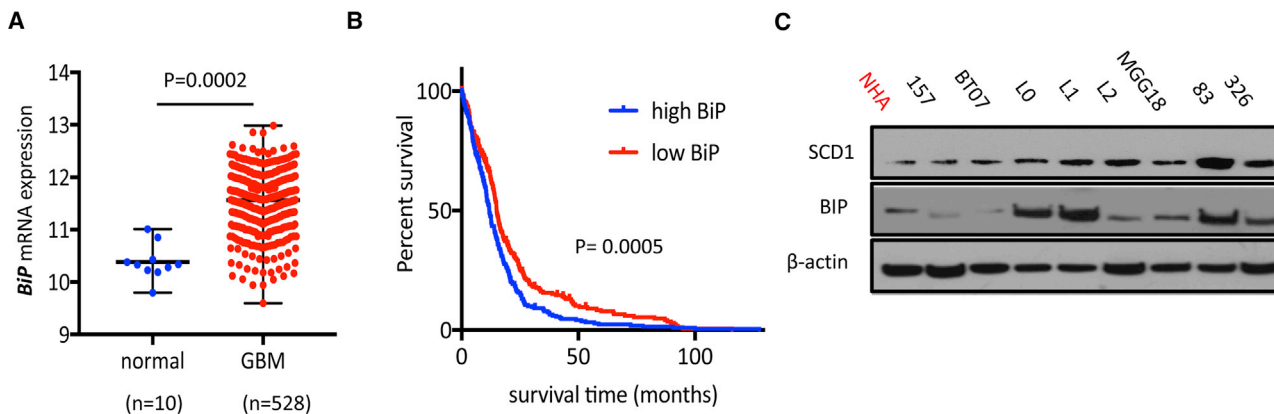 A
BiP mRNA expression
14
13
12
11
10
9
P=0.0002
normal
GBM
(n=10)
(n=528)
B
Percent survival
100
50
0
high BiP
low BiP
P= 0.0005
0
50
100
survival time (months)
C
NHA
157
BT07
L0
L1
L2
MGG18
83
326
SCD1
BIP
β-actin